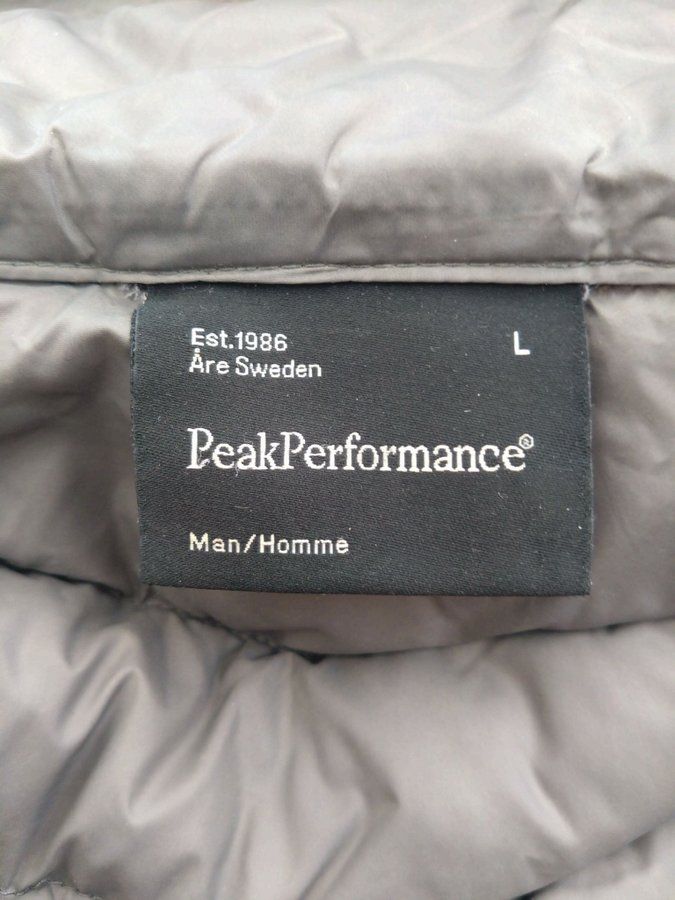 Est.1986
L
Åre Sweden
PeakPerformance®
Man/Homme